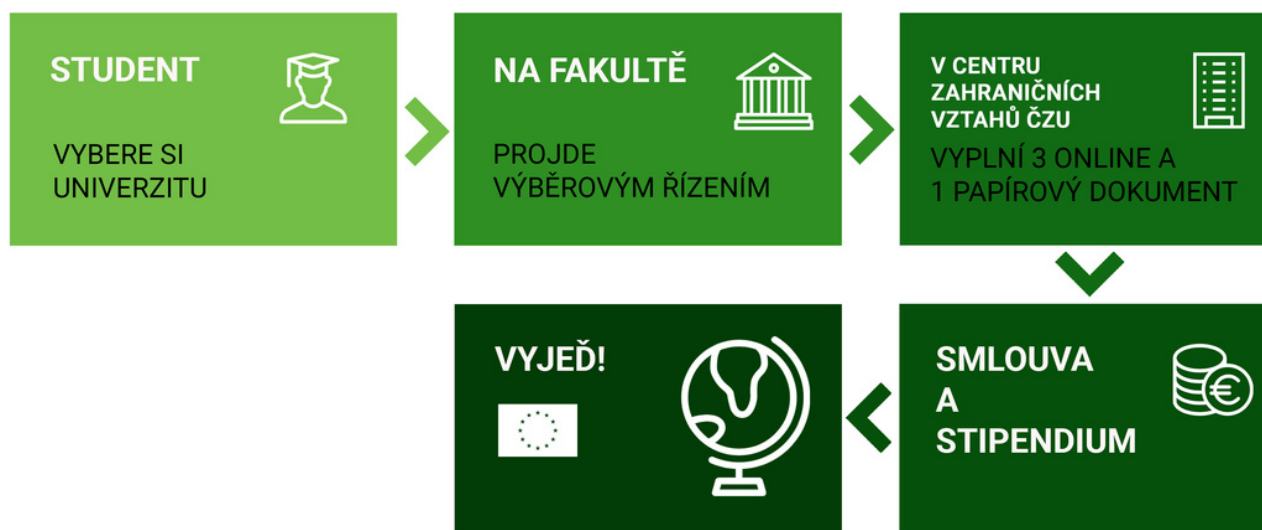 STUDENT
VYBERE SI
UNIVERZITU
NA FAKULTĚ
PROJDE
VÝBĚROVÝM ŘÍZENÍM
V CENTRU
ZAHRANIČNÍCH
VZTAHŮ ČZU
VYPLNÍ 3 ONLINE A
1 PAPÍROVÝ DOKUMENT
SMLOUVA
A
STIPENDIUM
VYJEĎ!